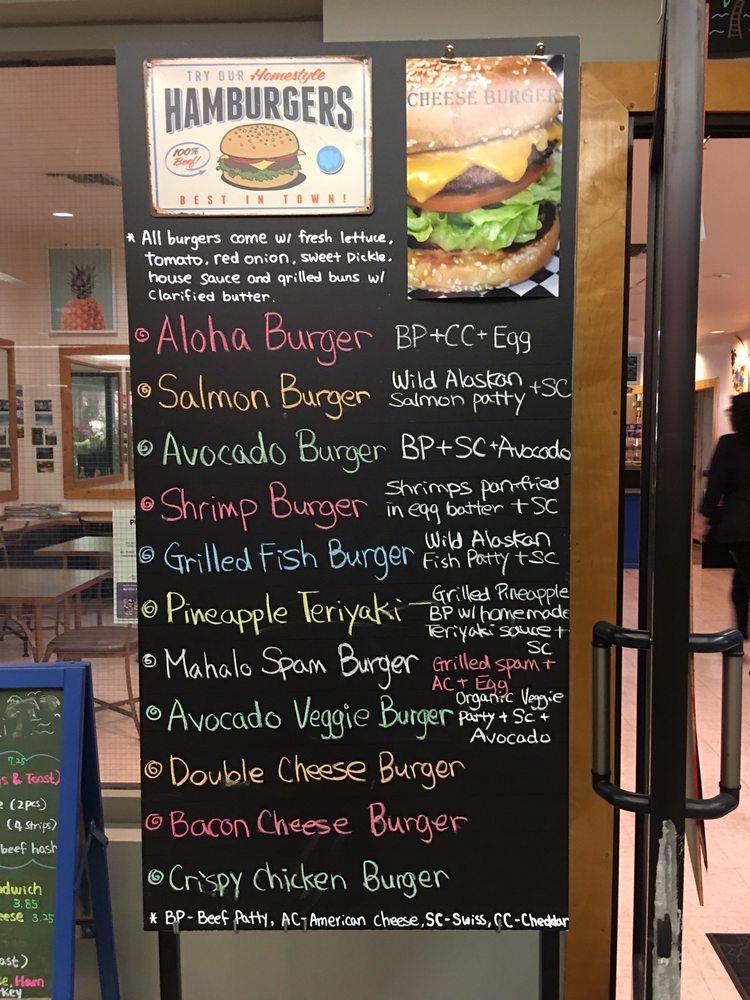 TRY OUR Homestyle
HAMBURGERS
100%
Beef!
BEST IN TOWN!
CHEESE BURGER
* All burgers come w/ fresh lettuce,
tomato, red onion, sweet pickle.
house sauce and grilled buns w/
clarified butter.
Aloha Burger BP+CC+Egg
Salmon Burger Wild Alaskan
Salmon patty +SC
Avocado Burger BP+SC+Avocado
Shrimp Burger Shrimps pan-fried
in egg batter + SC
Grilled Fish Burger Wild Alaskan
Fish Patty +SC
Pineapple Teriyaki — Grilled Pineapple
BP w/ homemade
Teriyaki sauce +
SC
Mahalo Spam Burger Grilled spam +
AC + Egg
Avocado Veggie Burger Organic Veggie
Patty + SC +
Avocado
Double Cheese Burger
Bacon Cheese Burger
Crispy Chicken Burger
* BP- Beef Patty, AC-American cheese, SC-Swiss, CC-Cheddar
7.25
s & Toast)
e (2pcs)
(4 strips)
beef hash
dwich
3.85
ese 3.25
ast)
se, Ham
rkey